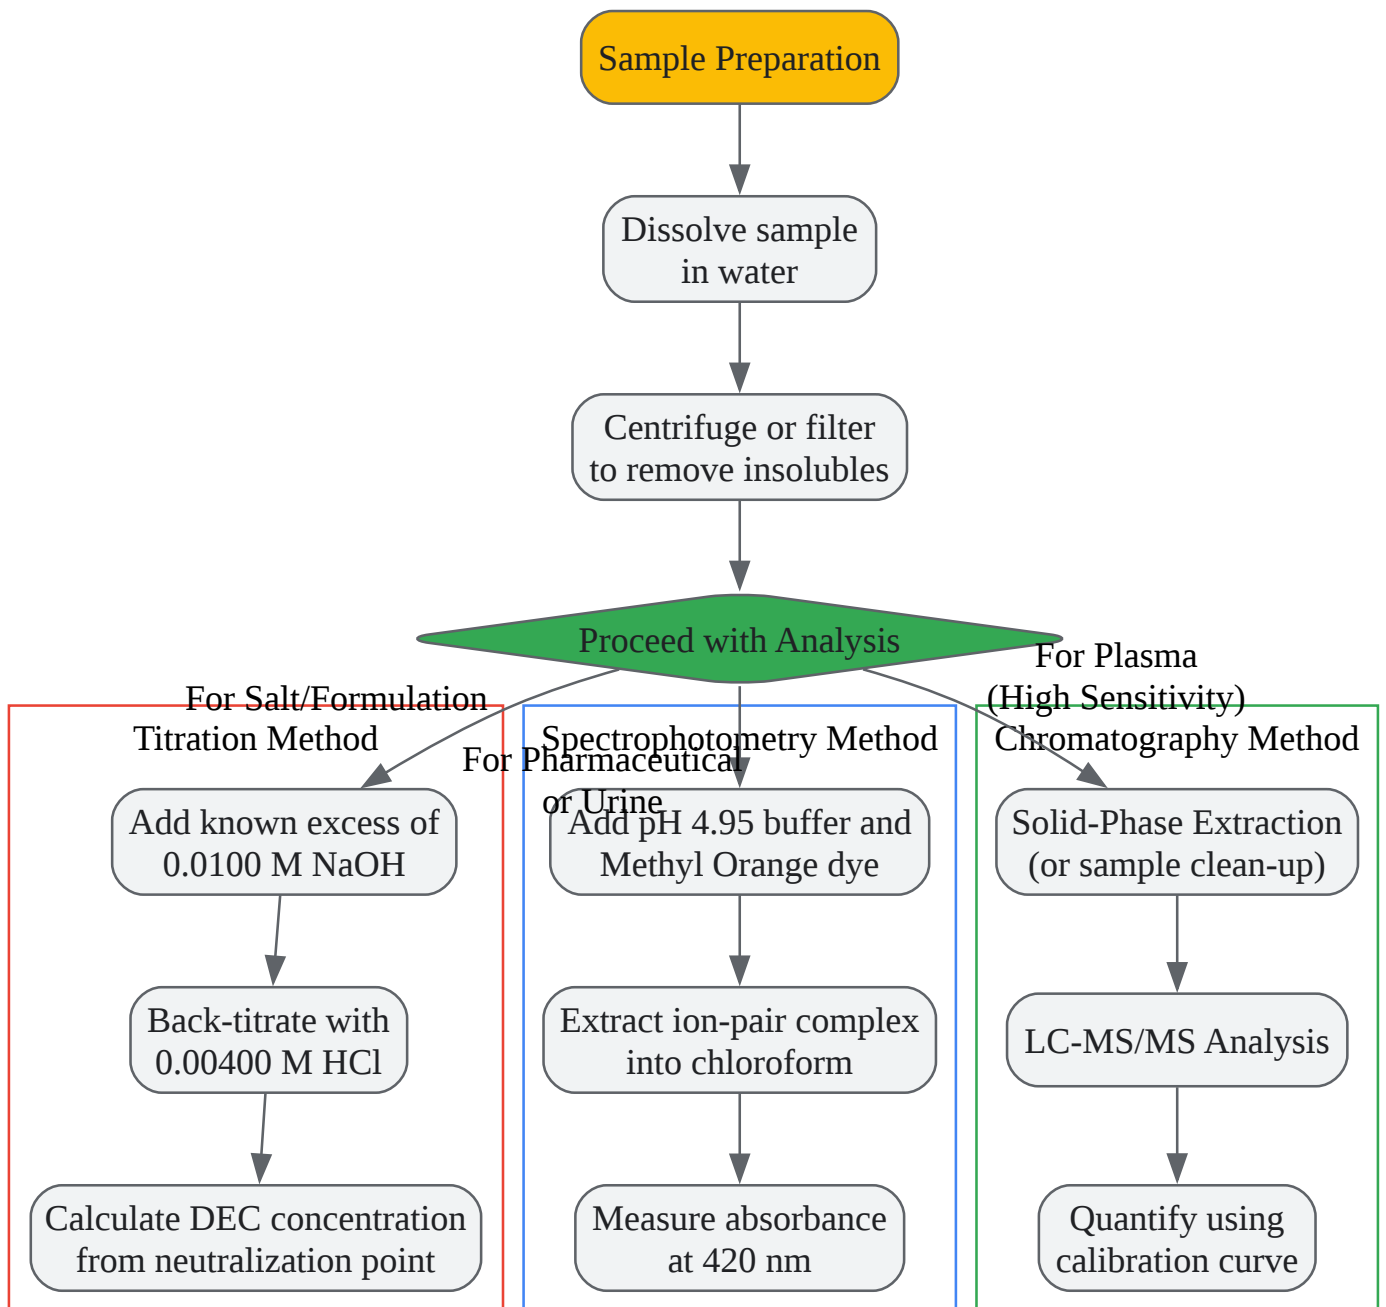 Sample Preparation
Dissolve sample
in water
Centrifuge or filter
to remove insolubles
Proceed with Analysis
For Salt/Formulation
For Pharmaceutical
or Urine
For Plasma
(High Sensitivity)
Titration Method
Add known excess of
0.0100 M NaOH
Back-titrate with
0.00400 M HCl
Calculate DEC concentration
from neutralization point
Spectrophotometry Method
Add pH 4.95 buffer and
Methyl Orange dye
Extract ion-pair complex
into chloroform
Measure absorbance
at 420 nm
Chromatography Method
Solid-Phase Extraction
(or sample clean-up)
LC-MS/MS Analysis
Quantify using
calibration curve